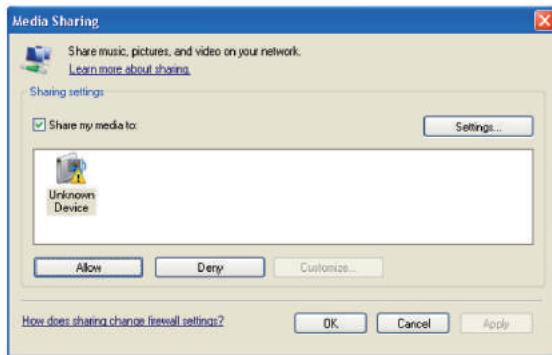 Media Sharing
Share music, pictures, and video on your network.
Learn more about sharing.
Sharing settings
Share my media to:
Settings...
Unknown
Device
Allow
Deny
Customize...
How does sharing change firewall settings?
OK
Cancel
Apply